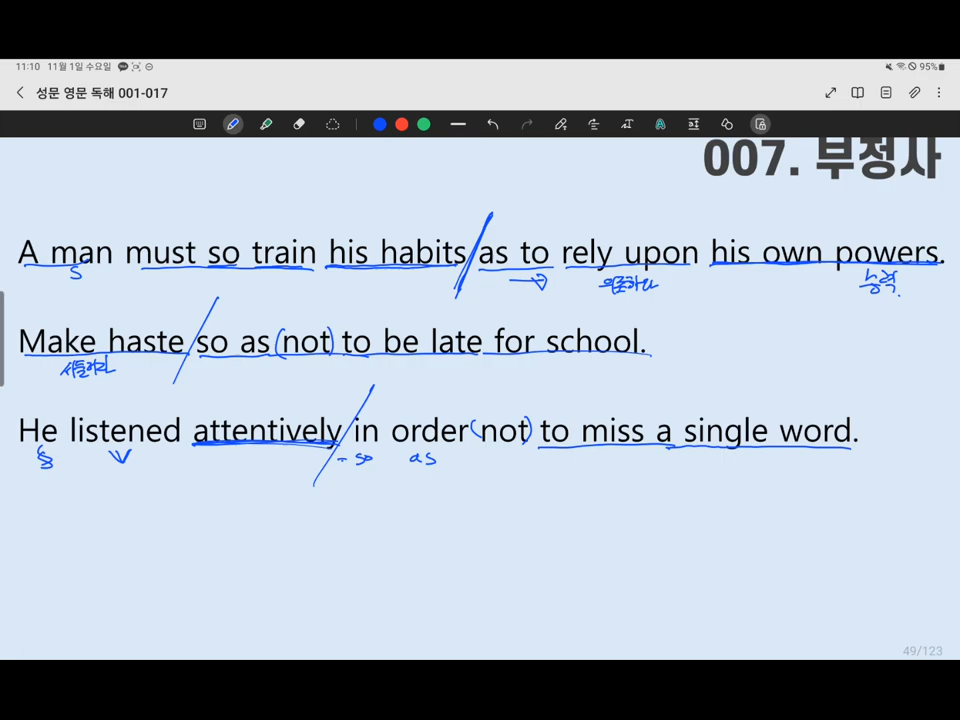 11:10 11월 1일 수요일 95%
성문 영문 독해 001-017
007. 부정사
A man must so train his habits / as to rely upon his own powers.
S 의존하다 능력.
Make haste / so as (not) to be late for school.
서둘러라
He listened attentively / in order (not) to miss a single word.
S V = so as
49/123